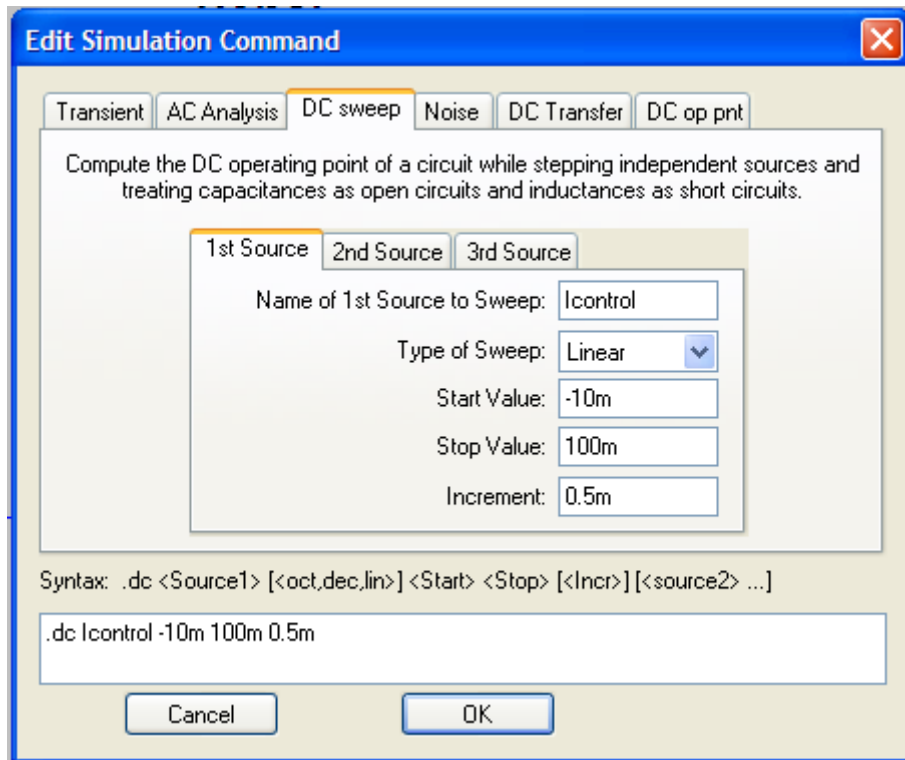 Edit Simulation Command
Transient AC Analysis DC sweep Noise DC Transfer DC op pnt
Compute the DC operating point of a circuit while stepping independent sources and
treating capacitances as open circuits and inductances as short circuits.
1st Source 2nd Source 3rd Source
Name of 1st Source to Sweep: Icontrol
Type of Sweep: Linear
Start Value: -10m
Stop Value: 100m
Increment: 0.5m
Syntax: .dc <Source1> [<oct,dec,lin>] <Start> <Stop> [<Incr>] [<source2> ...]
.dc Icontrol -10m 100m 0.5m
Cancel OK